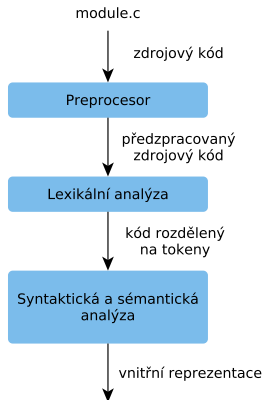 module.c
zdrojový kód
Preprocesor
předzpracovaný
zdrojový kód
Lexikální analýza
kód rozdělený
na tokeny
Syntaktická a sémantická
analýza
vnitřní reprezentace